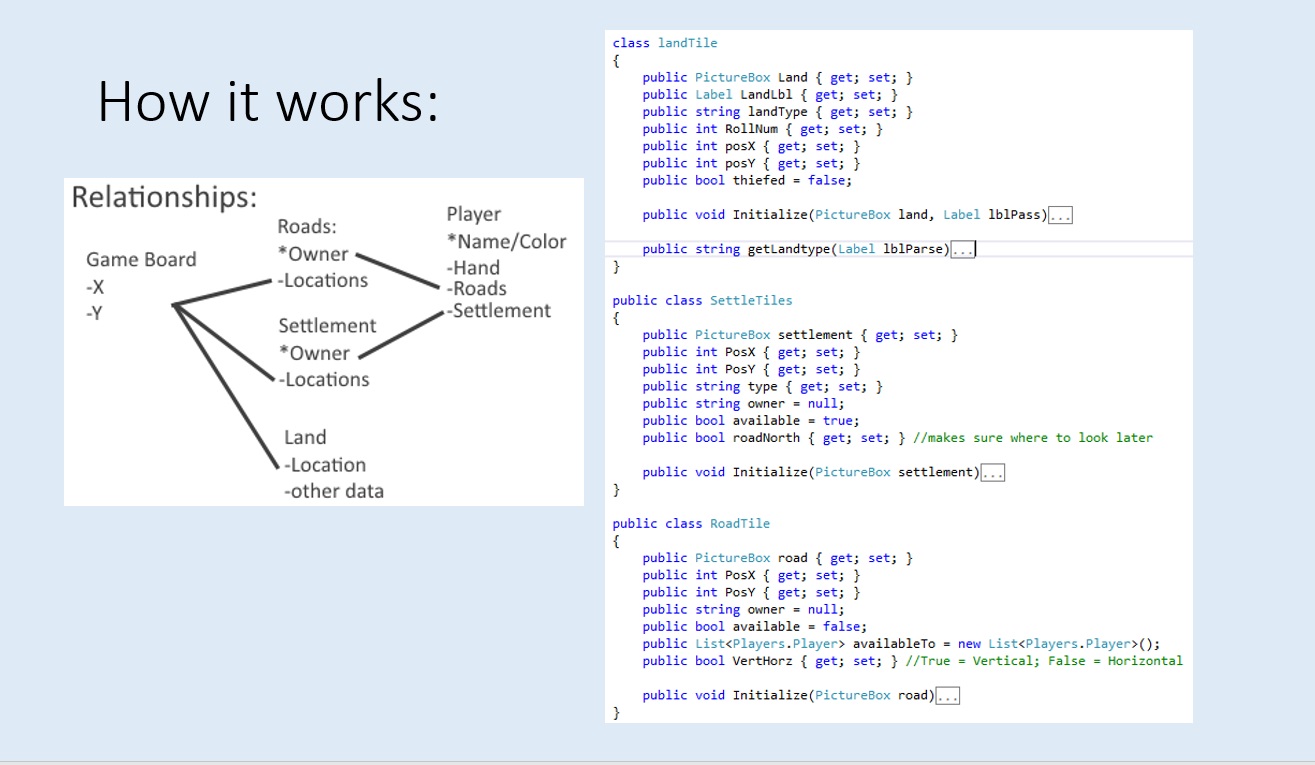 How it works:
Relationships:
Game Board
-X
-Y
Roads:
*Owner
-Locations
Settlement
*Owner
-Locations
Land
-Location
-other data
Player
*Name/Color
-Hand
-Roads
-Settlement
class landTile
{
public PictureBox Land { get; set; }
public Label LandLbl { get; set; }
public string landType { get; set; }
public int RollNum { get; set; }
public int posX { get; set; }
public int posY { get; set; }
public bool thiefed = false;
public void Initialize(PictureBox land, Label lblPass)...
public string getLandtype(Label lblParse)...
}
public class SettleTiles
{
public PictureBox settlement { get; set; }
public int PosX { get; set; }
public int PosY { get; set; }
public string type { get; set; }
public string owner = null;
public bool available = true;
public bool roadNorth { get; set; } //makes sure where to look later
public void Initialize(PictureBox settlement)...
}
public class RoadTile
{
public PictureBox road { get; set; }
public int PosX { get; set; }
public int PosY { get; set; }
public string owner = null;
public bool available = false;
public List<Players.Player> availableTo = new List<Players.Player>();
public bool VertHorz { get; set; } //True = Vertical; False = Horizontal
public void Initialize(PictureBox road)...
}